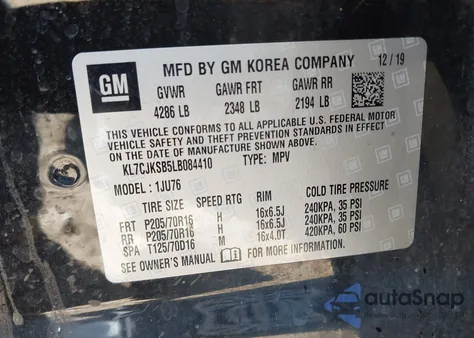 GM
MFD BY GM KOREA COMPANY 12/19
GVWR GAWR FRT GAWR RR
4286 LB 2348 LB 2194 LB
THIS VEHICLE CONFORMS TO ALL APPLICABLE U.S. FEDERAL MOTOR
VEHICLE SAFETY AND THEFT PREVENTION STANDARDS IN EFFECT ON
THE DATE OF MANUFACTURE SHOWN ABOVE.
KL7CJKSB5LB084410 TYPE: MPV
MODEL: 1JU76
TIRE SIZE SPEED RTG RIM COLD TIRE PRESSURE
FRT P205/70R16 H 16x6.5J 240KPA, 35 PSI
RR P205/70R16 H 16x6.5J 240KPA, 35 PSI
SPA T125/70D16 M 16x4.0T 420KPA, 60 PSI
SEE OWNER'S MANUAL FOR ADDITIONAL INFORMATION.
autoSnap